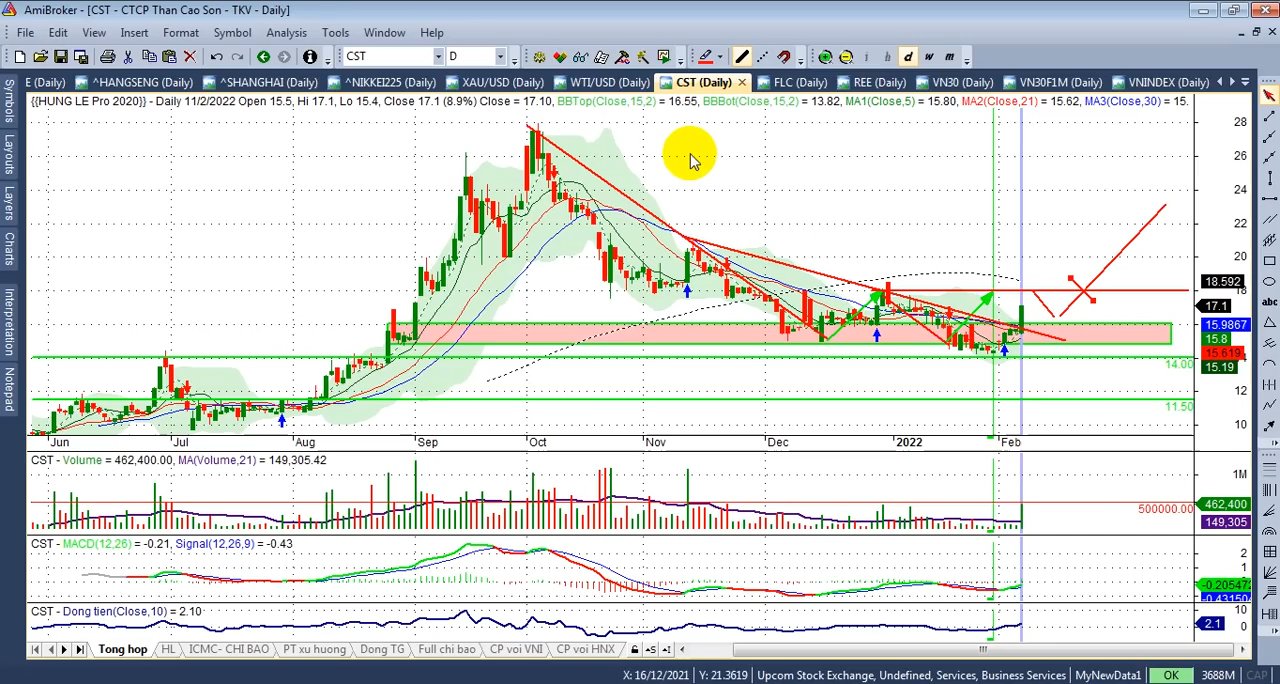 AmiBroker - [CST - CTCP Than Cao Son - TKV - Daily]
File Edit View Insert Format Symbol Analysis Tools Window Help
CST D i h d w m
E (Daily) ^HANGSENG (Daily) ^SHANGHAI (Daily) ^NIKKEI225 (Daily) XAU/USD (Daily) WTI/USD (Daily) CST (Daily) FLC (Daily) REE (Daily) VN30 (Daily) VN30F1M (Daily) VNINDEX (Daily)
{{HUNG LE Pro 2020}} - Daily 11/2/2022 Open 15.5, Hi 17.1, Lo 15.4, Close 17.1 (8.9%) Close = 17.10, BBTop(Close,15,2) = 16.55, BBBot(Close,15,2) = 13.82, MA1(Close,5) = 15.80, MA2(Close,21) = 15.62, MA3(Close,30) = 15.
Symbols
Layouts
Layers
Charts
Interpretation
Notepad
28
26
24
22
20
18.592
18
17.1
15.9867
15.8
15.619
14.00
15.19
12
11.50
10
Jun Jul Aug Sep Oct Nov Dec 2022 Feb
CST - Volume = 462,400.00, MA(Volume,21) = 149,305.42
1M
462,400
500000.00
149,305
CST - MACD(12,26) = -0.21, Signal(12,26,9) = -0.43
2
1
-0.205472
-0.43150
CST - Dong tien(Close,10) = 2.10
10
2.1
0
Tong hop HL ICMC- CHI BAO PT xu huong Dong TG Full chi bao CP voi VNI CP voi HNX
X: 16/12/2021 Y: 21.3619 Upcom Stock Exchange, Undefined, Services, Business Services MyNewData1 OK 3688M CAP